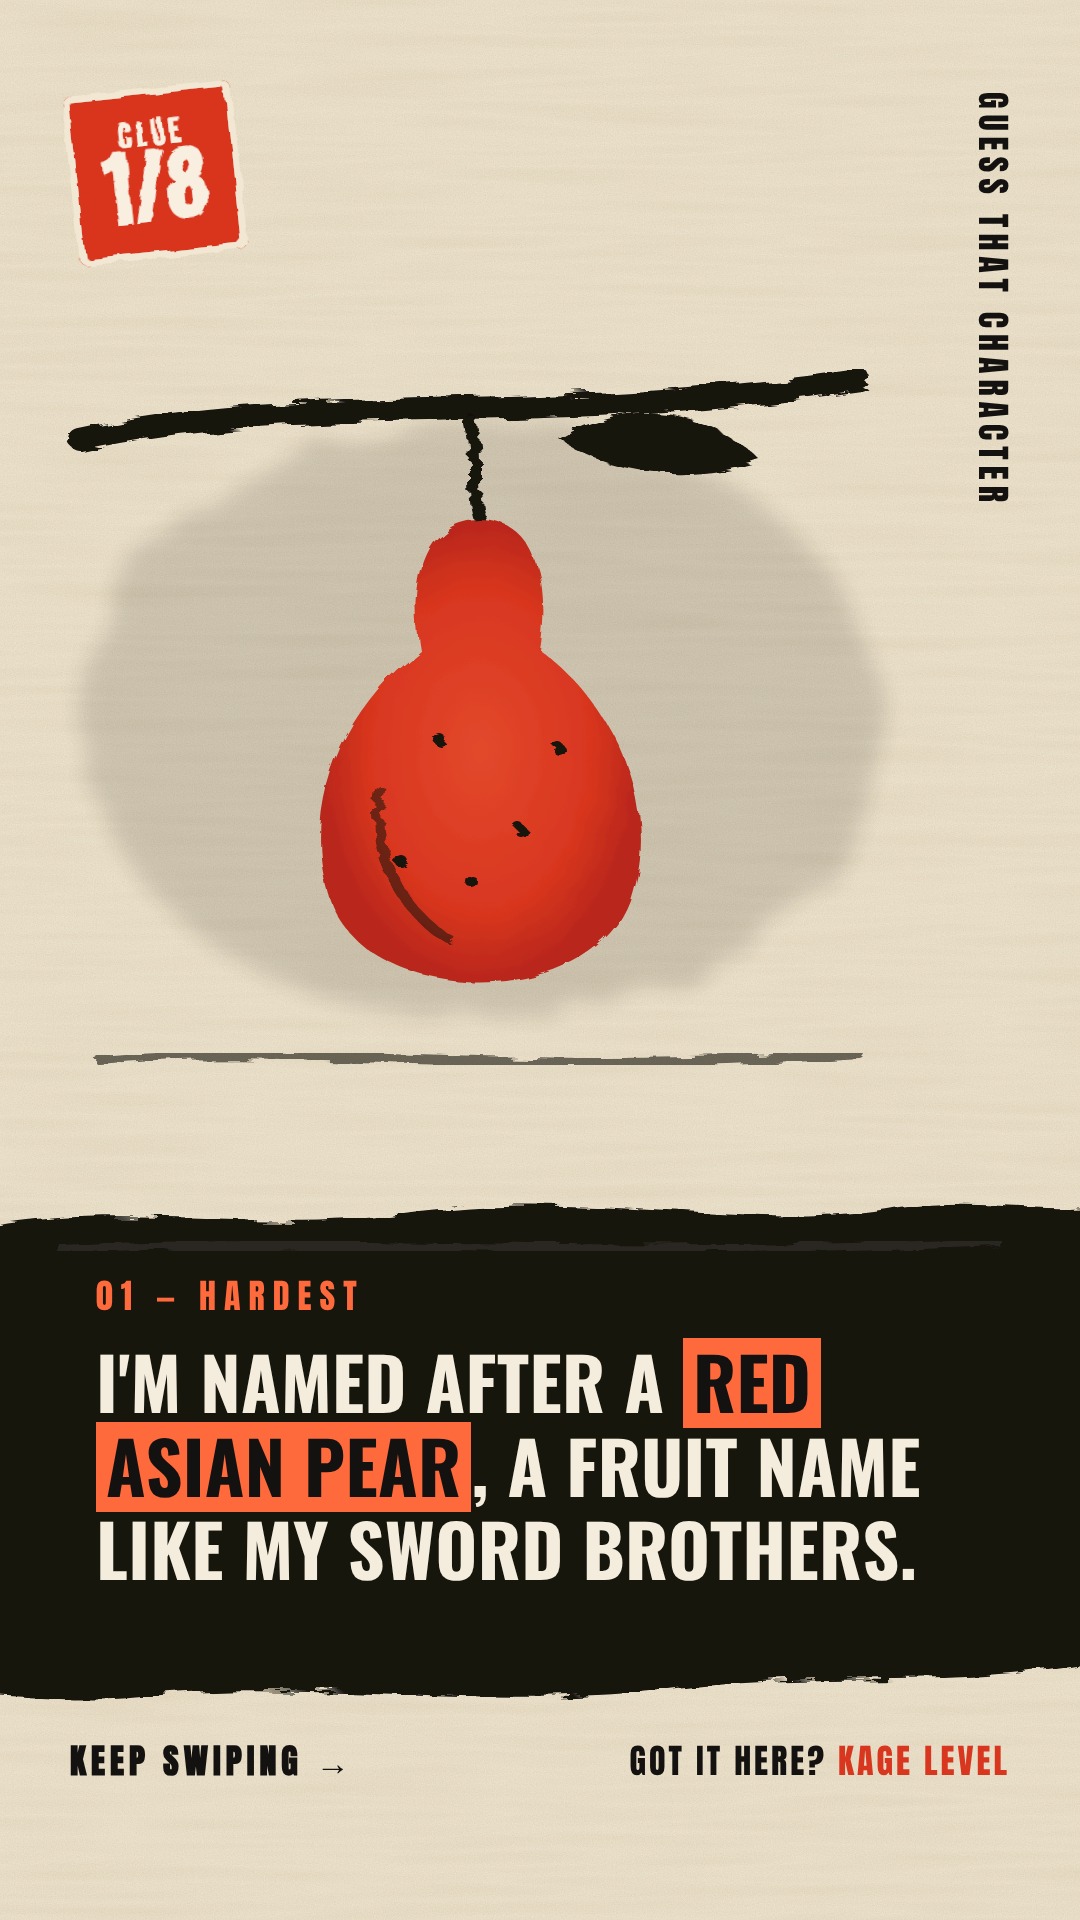 CLUE
1/8
GUESS THAT CHARACTER
01 – HARDEST
I'M NAMED AFTER A RED
ASIAN PEAR, A FRUIT NAME
LIKE MY SWORD BROTHERS.
KEEP SWIPING →
GOT IT HERE? KAGE LEVEL